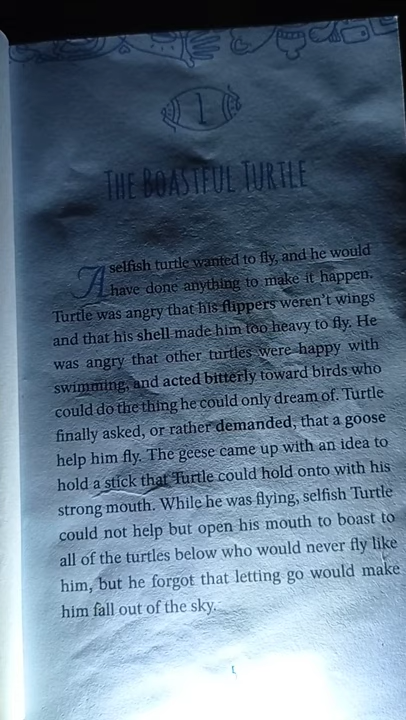 1
THE BOASTFUL TURTLE
A selfish turtle wanted to fly, and he would
have done anything to make it happen.
Turtle was angry that his flippers weren't wings
and that his shell made him too heavy to fly. He
was angry that other turtles were happy with
swimming, and acted bitterly toward birds who
could do the thing he could only dream of. Turtle
finally asked, or rather demanded, that a goose
help him fly. The geese came up with an idea to
hold a stick that Turtle could hold onto with his
strong mouth. While he was flying, selfish Turtle
could not help but open his mouth to boast to
all of the turtles below who would never fly like
him, but he forgot that letting go would make
him fall out of the sky.